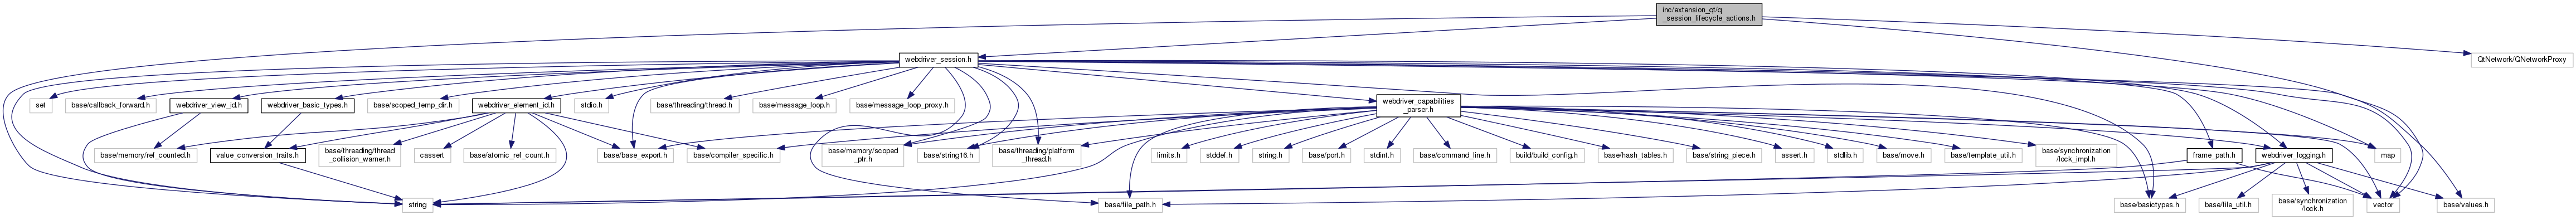 inc/extension_qt/q
_session_lifecycle_actions.h
webdriver_session.h
QtNetwork/QNetworkProxy
set
base/callback_forward.h
webdriver_view_id.h
webdriver_basic_types.h
base/scoped_temp_dir.h
webdriver_element_id.h
stdio.h
base/threading/thread.h
base/message_loop.h
base/message_loop_proxy.h
webdriver_capabilities
_parser.h
base/memory/ref_counted.h
value_conversion_traits.h
base/threading/thread
_collision_warner.h
cassert
base/atomic_ref_count.h
base/base_export.h
base/compiler_specific.h
base/memory/scoped
_ptr.h
base/string16.h
base/threading/platform
_thread.h
limits.h
stddef.h
string.h
base/port.h
stdint.h
base/command_line.h
build/build_config.h
base/hash_tables.h
base/string_piece.h
assert.h
stdlib.h
base/move.h
base/template_util.h
base/synchronization
/lock_impl.h
frame_path.h
webdriver_logging.h
map
string
base/file_path.h
base/basictypes.h
base/file_util.h
base/synchronization
/lock.h
vector
base/values.h